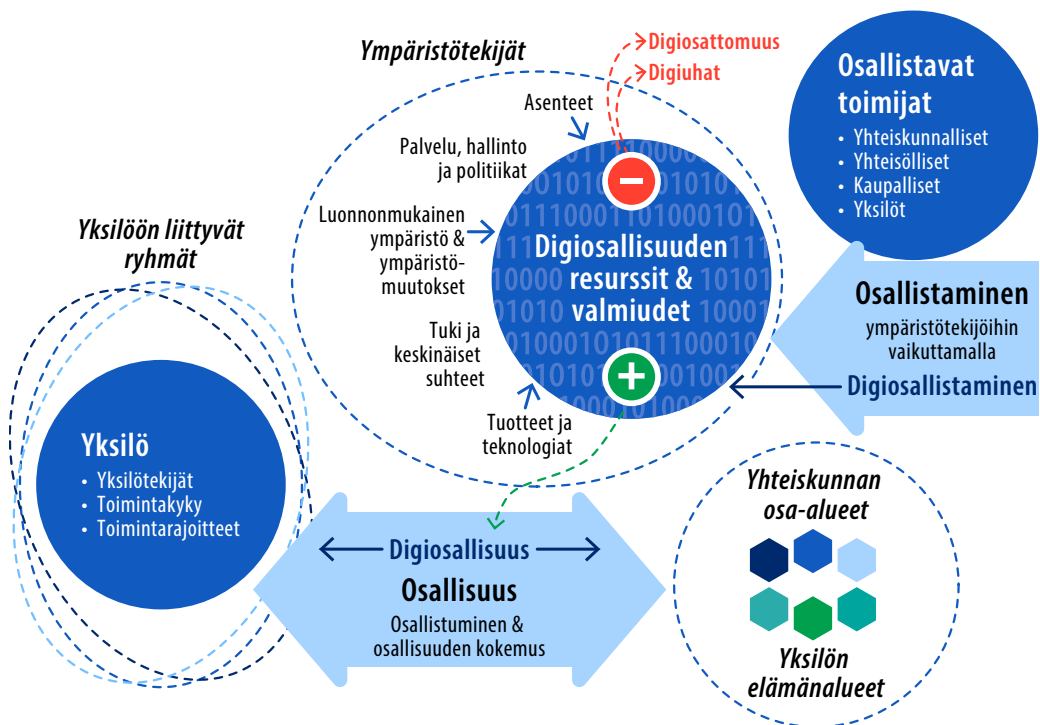 Ympäristötekijät
Digiosattomuus
Digiuhat
Asenteet
Palvelu, hallinto
ja politiikat
Luonnonmukainen
ympäristö &
ympäristö-
muutokset
Tuki ja
keskinäiset
suhteet
Tuotteet ja
teknologiat
Digiosallisuuden
resurssit &
valmiudet
Osallistavat
toimijat
• Yhteiskunnalliset
• Yhteisölliset
• Kaupalliset
• Yksilöt
Osallistaminen
ympäristötekijöihin
vaikuttamalla
Digiosallistaminen
Yksilöön liittyvät
ryhmät
Yksilö
• Yksilötekijät
• Toimintakyky
• Toimintarajoitteet
Digiosallisuus
Osallisuus
Osallistuminen &
osallisuuden kokemus
Yhteiskunnan
osa-alueet
Yksilön
elämänalueet